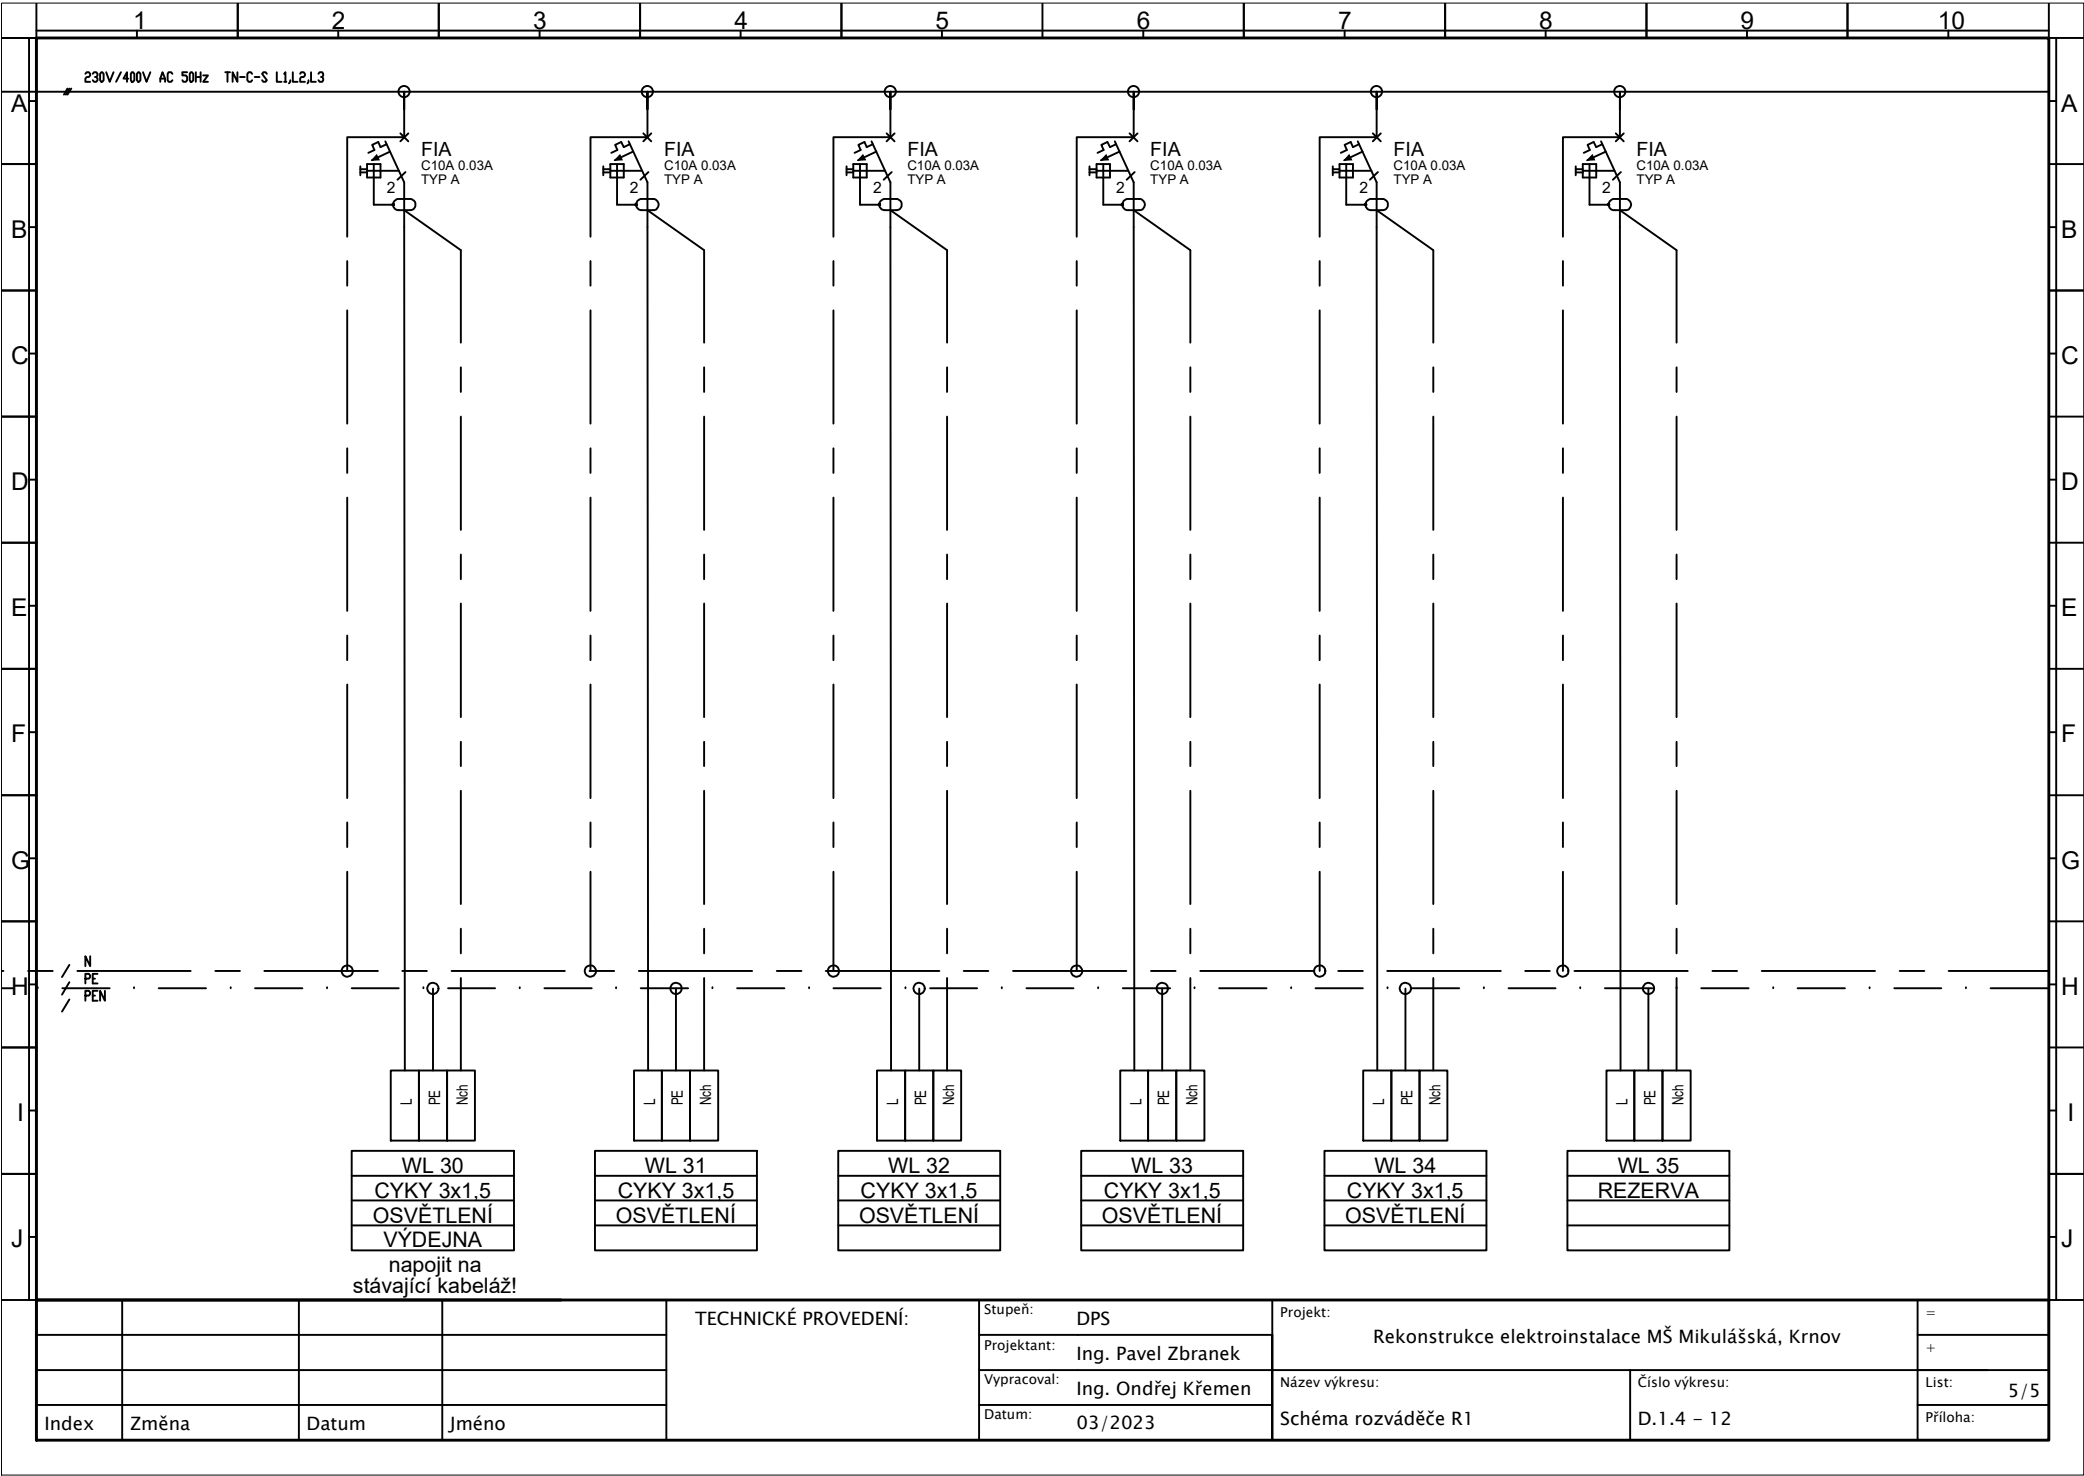 1 2 3 4 5 6 7 8 9 10
230V/400V AC 50Hz TN-C-S L1,L2,L3
A A
FIA FIA FIA FIA FIA FIA
C10A 0.03A C10A 0.03A C10A 0.03A C10A 0.03A C10A 0.03A C10A 0.03A
TYP A TYP A TYP A TYP A TYP A TYP A
2 2 2 2 2 2
B B
C C
D D
E E
F F
G G
N
PE
H H
PEN
L PE Nch L PE Nch L PE Nch L PE Nch L PE Nch L PE Nch
I I
WL 30 WL 31 WL 32 WL 33 WL 34 WL 35
CYKY 3x1,5 CYKY 3x1,5 CYKY 3x1,5 CYKY 3x1,5 CYKY 3x1,5 REZERVA
OSVĚTLENÍ OSVĚTLENÍ OSVĚTLENÍ OSVĚTLENÍ OSVĚTLENÍ
J VÝDEJNA J
napojit na
stávající kabeláž!
TECHNICKÉ PROVEDENÍ:
Stupeň: DPS
Projektant: Ing. Pavel Zbranek
Vypracoval: Ing. Ondřej Křemen
Datum: 03/2023
Projekt:
Rekonstrukce elektroinstalace MŠ Mikulášská, Krnov
Název výkresu:
Schéma rozváděče R1
Číslo výkresu:
D.1.4 – 12
=
+
List: 5/5
Příloha:
Index Změna Datum Jméno